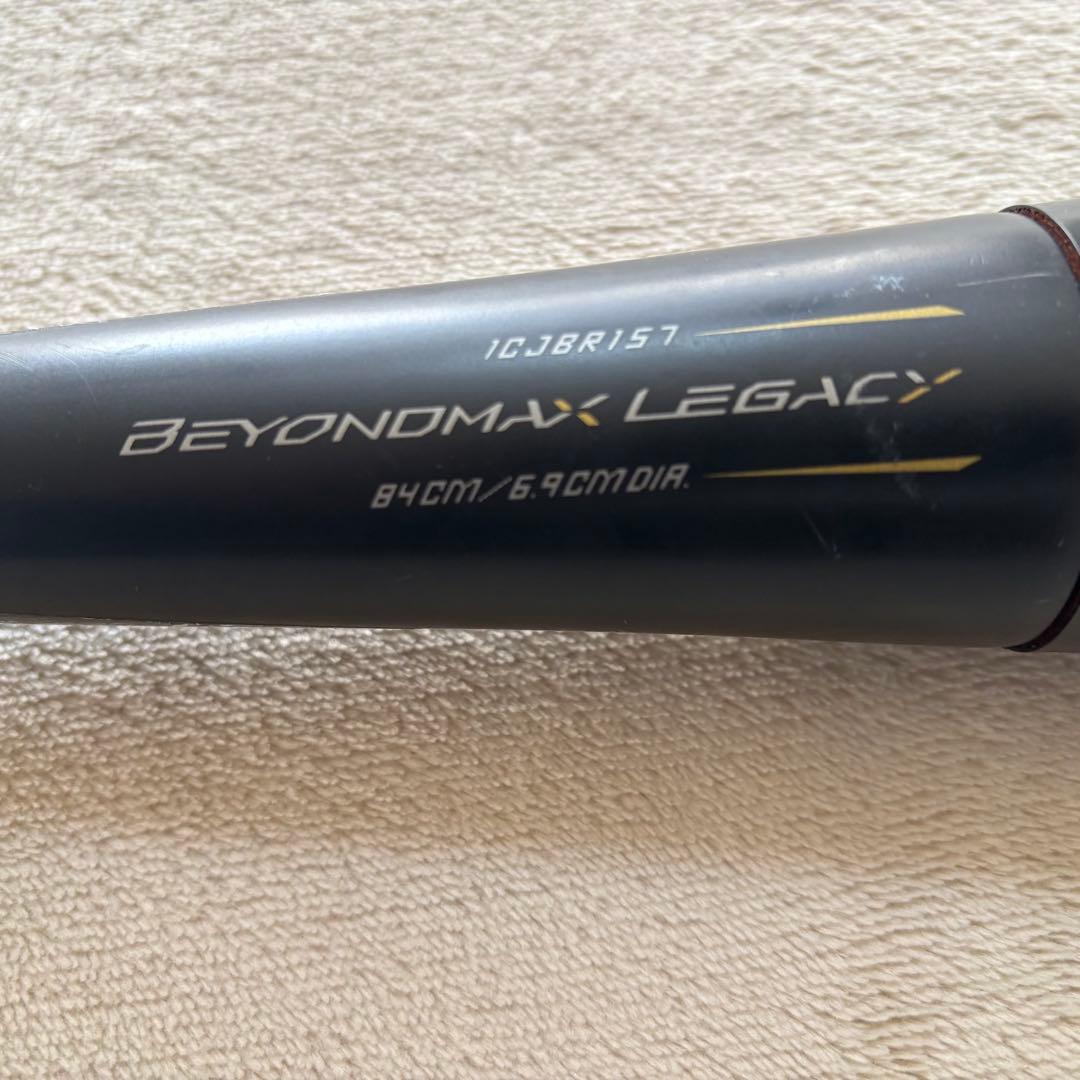 1CJBR157
BEYONDMAX LEGACY
84CM/6.9CMDIA.